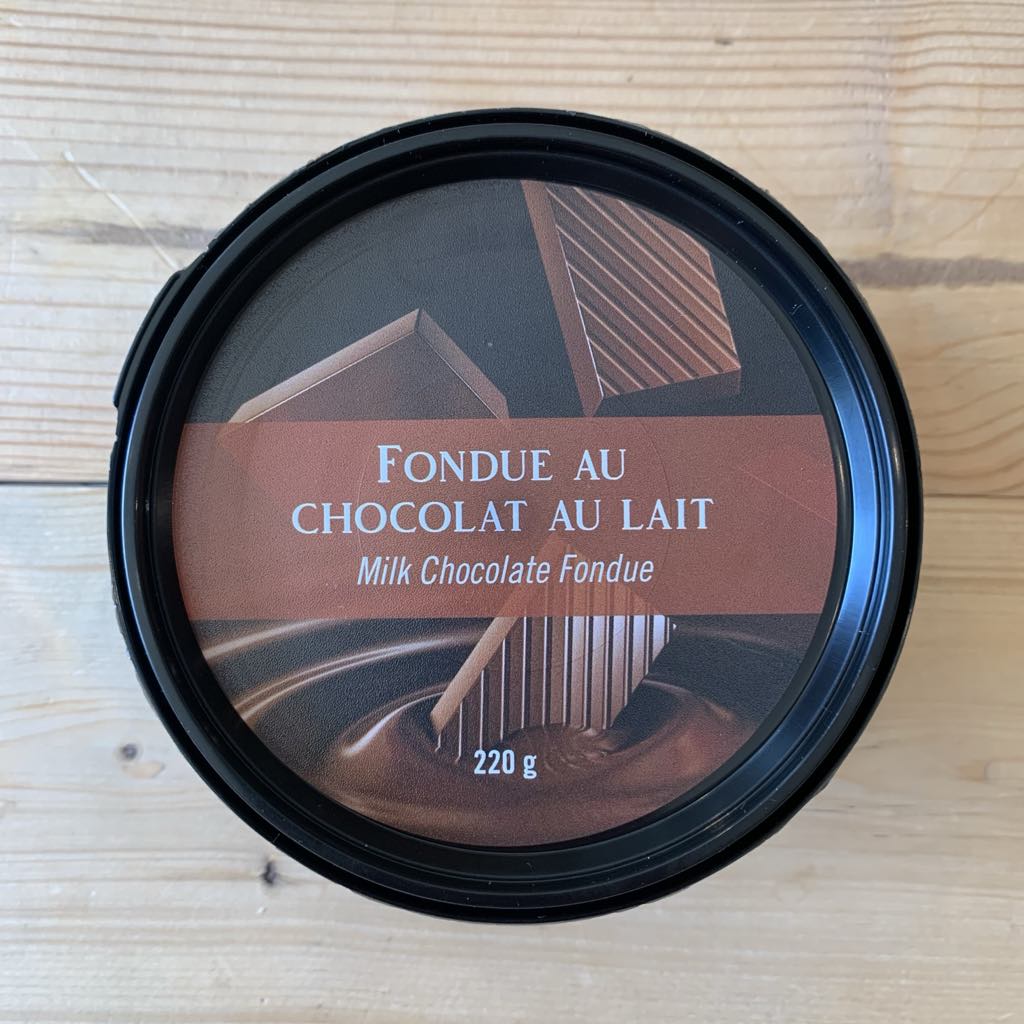 FONDUE AU
CHOCOLAT AU LAIT
Milk Chocolate Fondue
220 g